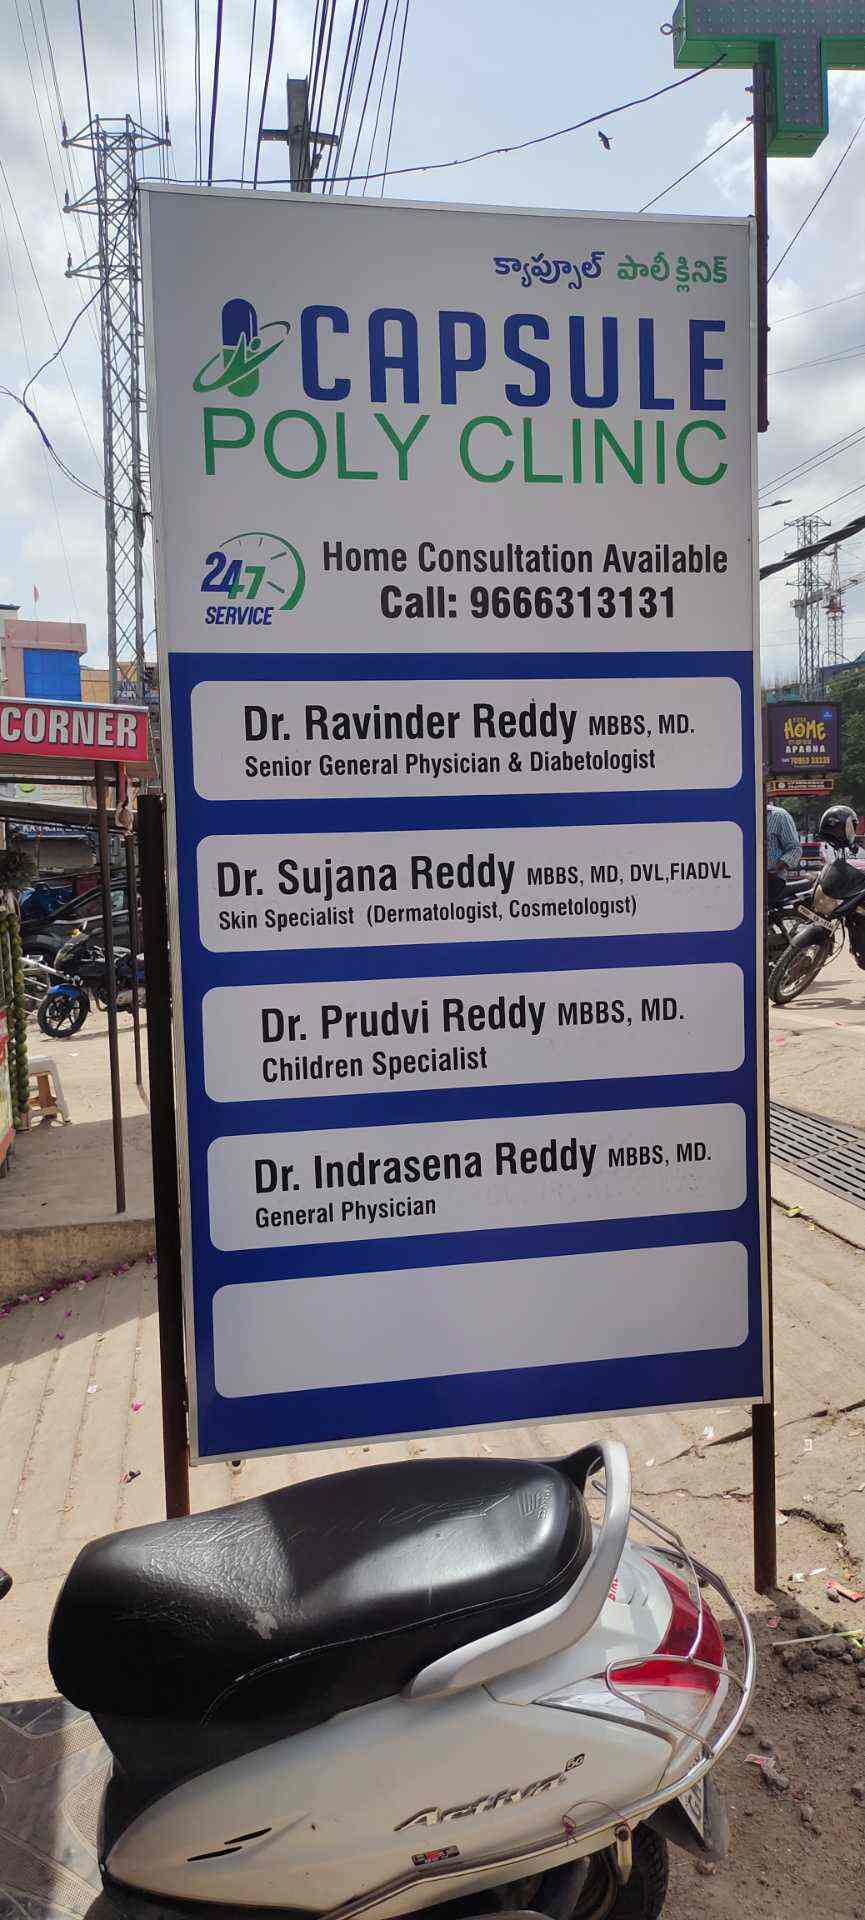 క్యాప్సూల్ పాలీ క్లినిక్
CAPSULE
POLY CLINIC
24-7
SERVICE
Home Consultation Available
Call: 9666313131
Dr. Ravinder Reddy MBBS, MD.
Senior General Physician & Diabetologist
Dr. Sujana Reddy MBBS, MD, DVL,FIADVL
Skin Specialist (Dermatologist, Cosmetologist)
Dr. Prudvi Reddy MBBS, MD.
Children Specialist
Dr. Indrasena Reddy MBBS, MD.
General Physician
CORNER
HOME
APARNA
Activa